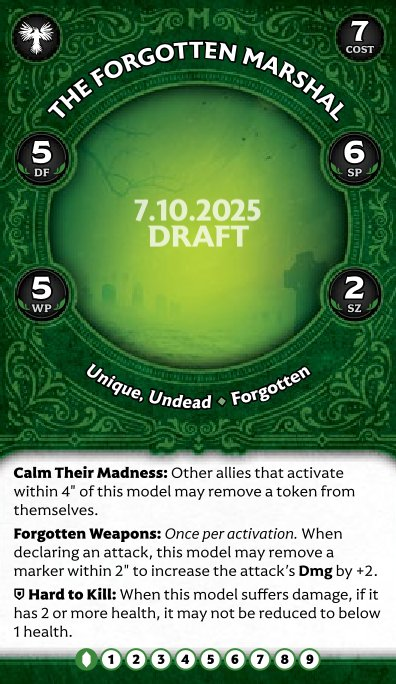 7
COST
THE FORGOTTEN MARSHAL
5
DF
6
SP
7.10.2025
DRAFT
5
WP
2
SZ
Unique, Undead ◆ Forgotten
Calm Their Madness: Other allies that activate
within 4" of this model may remove a token from
themselves.
Forgotten Weapons: Once per activation. When
declaring an attack, this model may remove a
marker within 2" to increase the attack's Dmg by +2.
Hard to Kill: When this model suffers damage, if it
has 2 or more health, it may not be reduced to below
1 health.
1 2 3 4 5 6 7 8 9